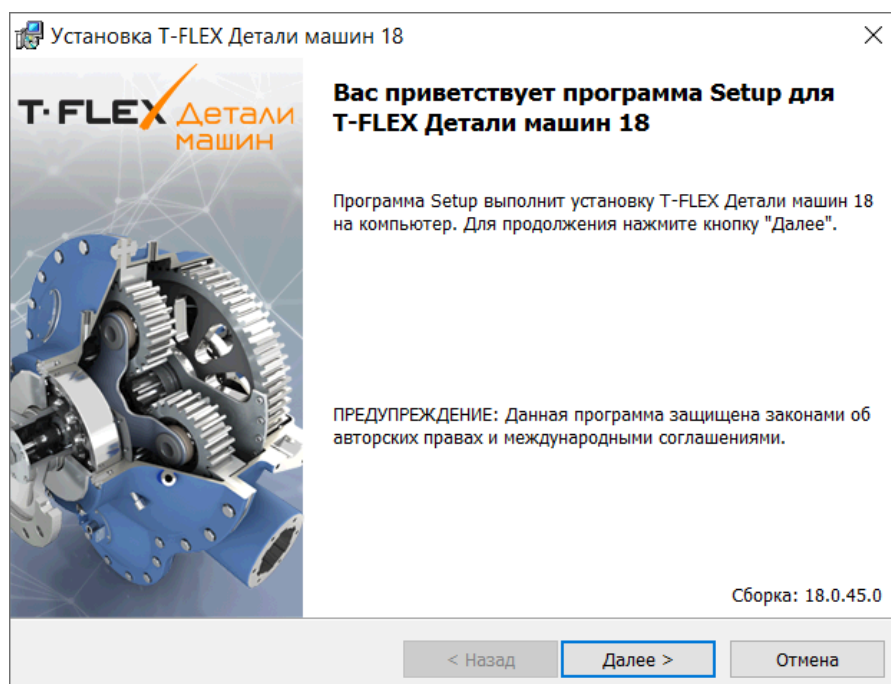 Установка T-FLEX Детали машин 18
T-FLEX Детали
машин
Вас приветствует программа Setup для
T-FLEX Детали машин 18
Программа Setup выполнит установку T-FLEX Детали машин 18
на компьютер. Для продолжения нажмите кнопку "Далее".
ПРЕДУПРЕЖДЕНИЕ: Данная программа защищена законами об
авторских правах и международными соглашениями.
Сборка: 18.0.45.0
< Назад
Далее >
Отмена